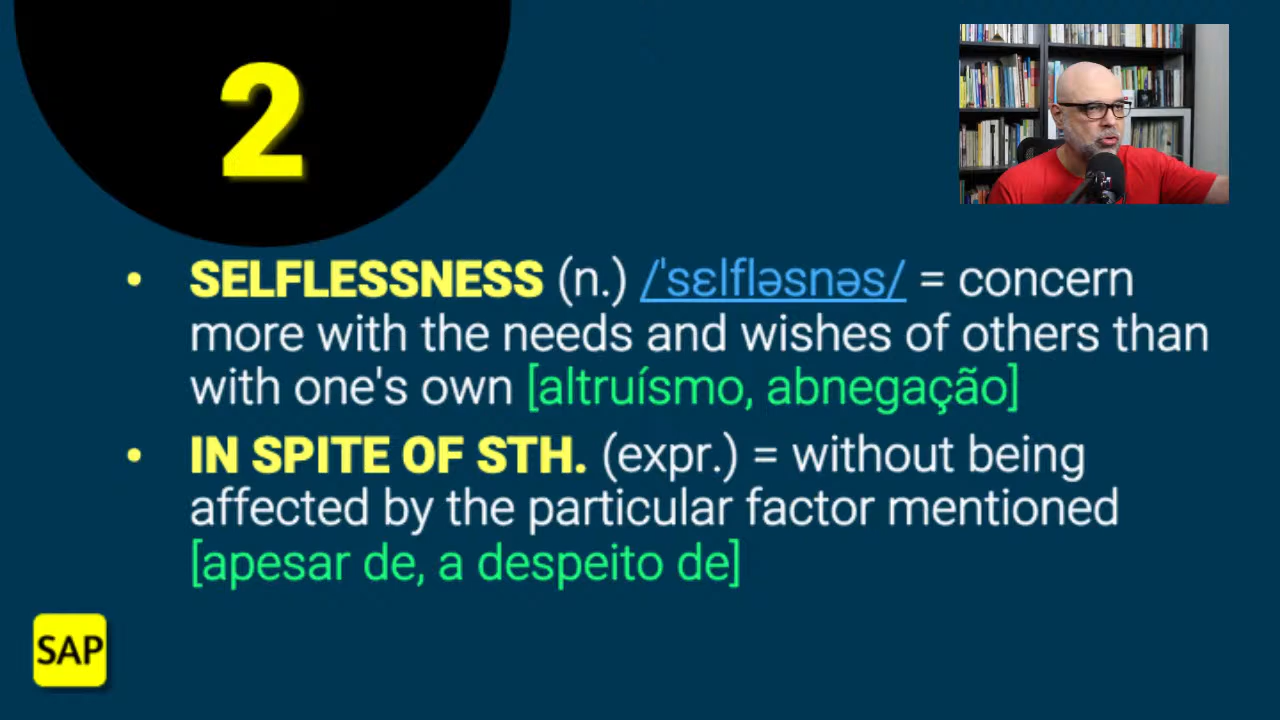 2
• SELFLESSNESS (n.) /ˈsɛlfləsnəs/ = concern
more with the needs and wishes of others than
with one's own [altruísmo, abnegação]
• IN SPITE OF STH. (expr.) = without being
affected by the particular factor mentioned
[apesar de, a despeito de]
SAP